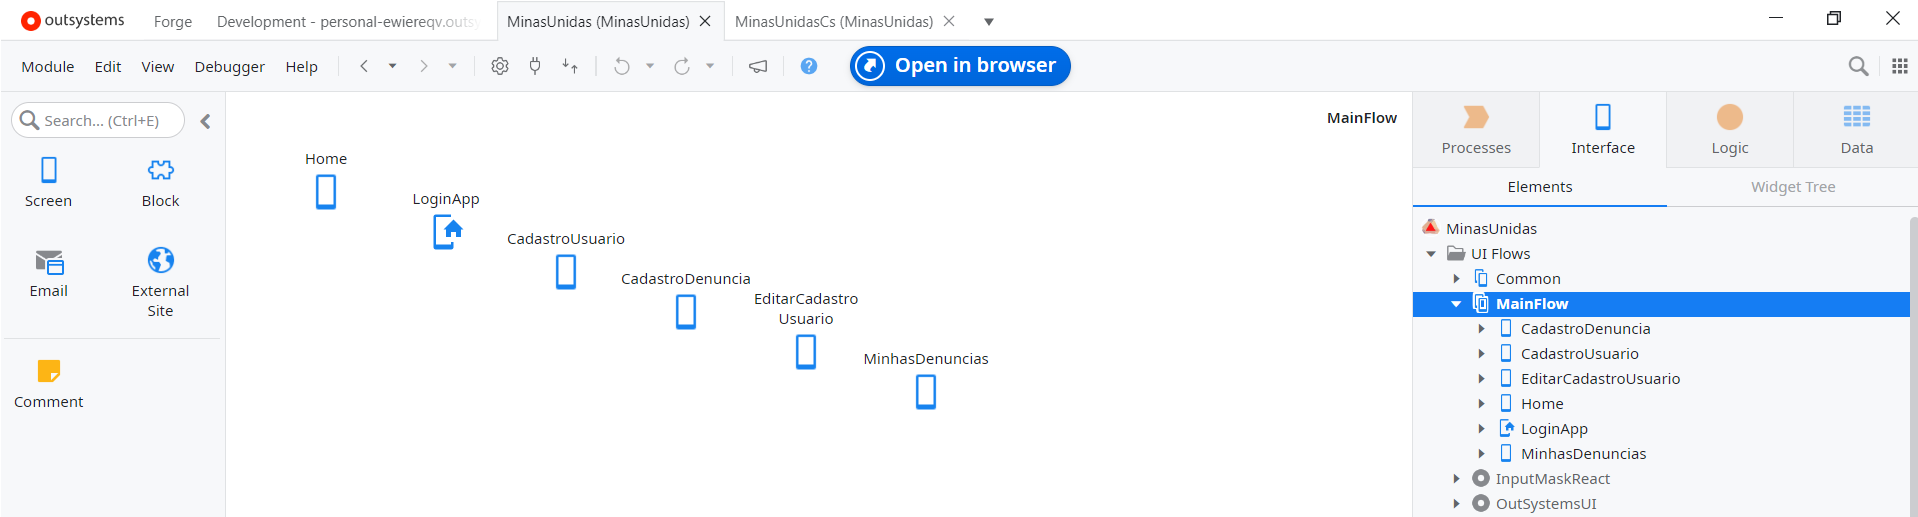 outsystems
Forge
Development - personal-ewiereqv.outsy
MinasUnidas (MinasUnidas)
MinasUnidasCs (MinasUnidas)
Module
Edit
View
Debugger
Help
?
Open in browser
Search... (Ctrl+E)
Screen
Block
Email
External
Site
Comment
MainFlow
Home
LoginApp
CadastroUsuario
CadastroDenuncia
EditarCadastro
Usuario
MinhasDenuncias
Processes
Interface
Logic
Data
Elements
Widget Tree
MinasUnidas
UI Flows
Common
MainFlow
CadastroDenuncia
CadastroUsuario
EditarCadastroUsuario
Home
LoginApp
MinhasDenuncias
InputMaskReact
OutSystemsUI